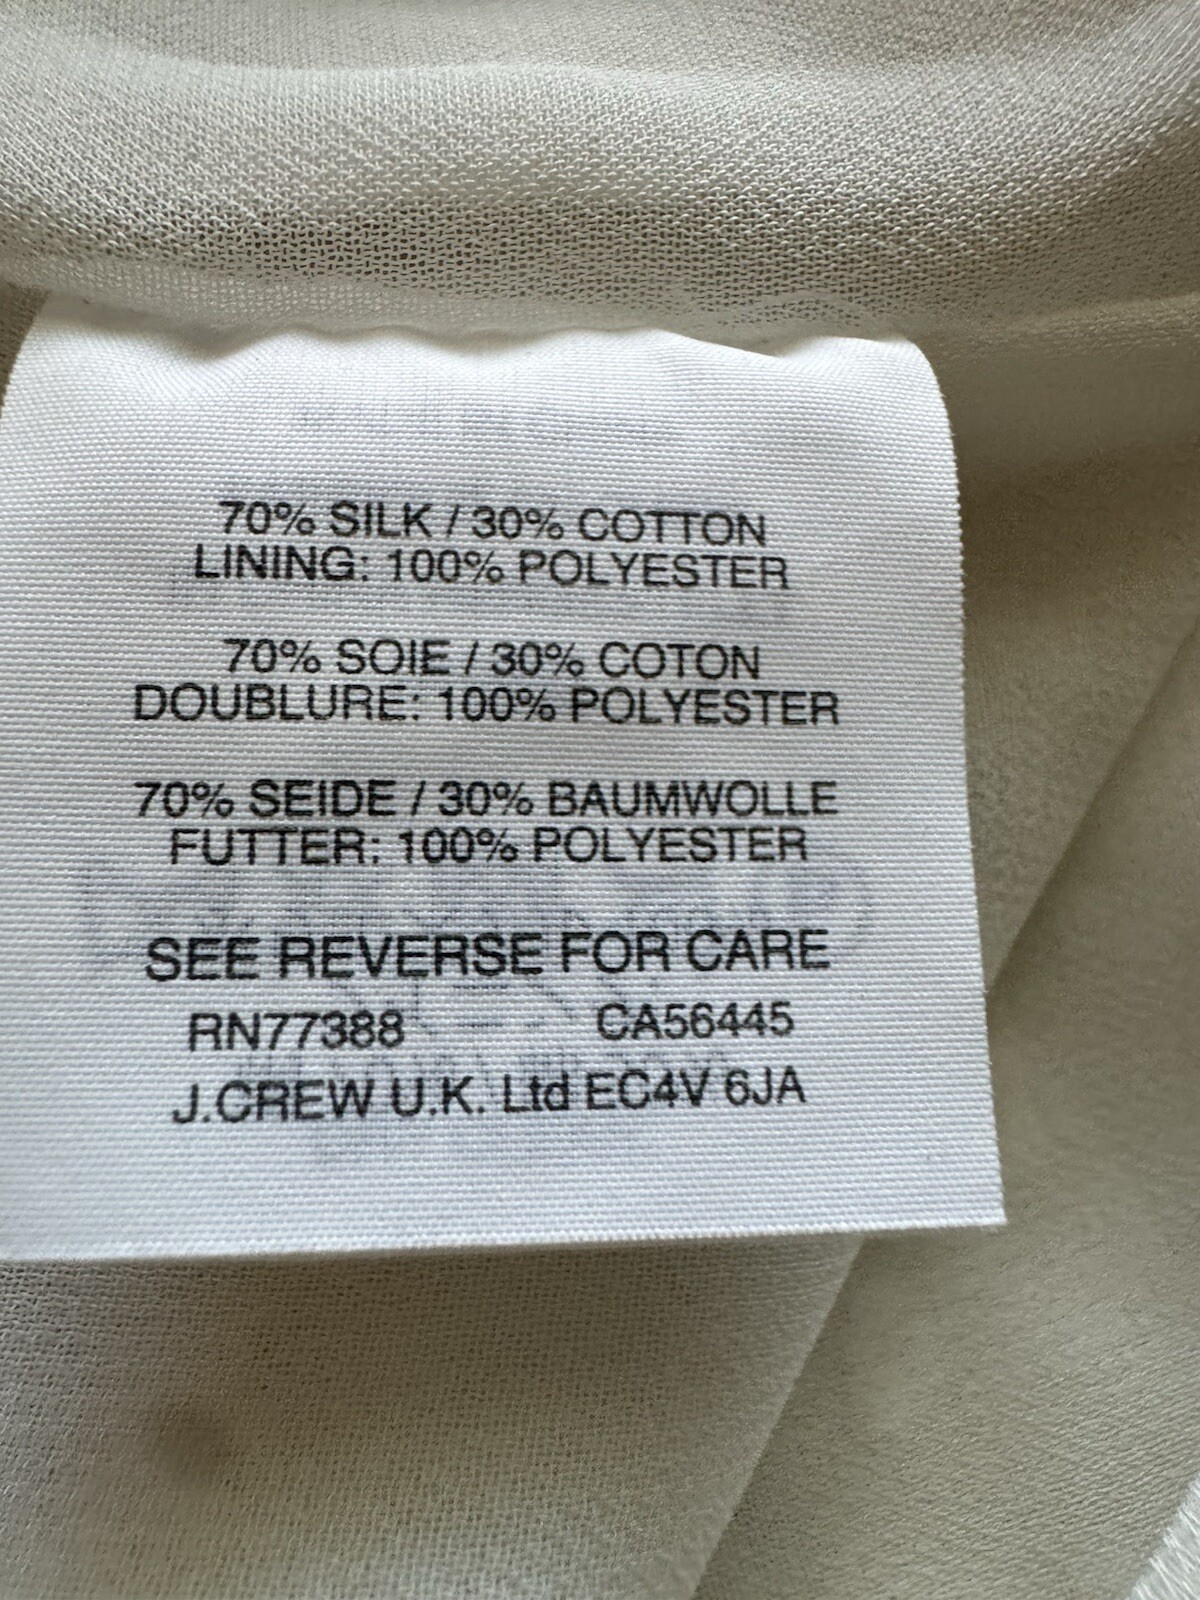 70% SILK / 30% COTTON
LINING: 100% POLYESTER
70% SOIE / 30% COTON
DOUBLURE: 100% POLYESTER
70% SEIDE / 30% BAUMWOLLE
FUTTER: 100% POLYESTER
SEE REVERSE FOR CARE
RN77388 CA56445
J.CREW U.K. Ltd EC4V 6JA